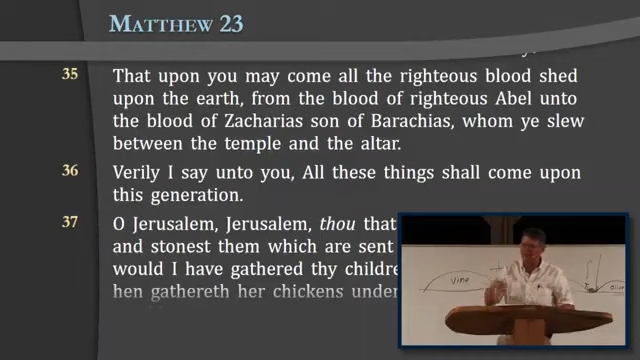 MATTHEW 23
35 That upon you may come all the righteous blood shed
upon the earth, from the blood of righteous Abel unto
the blood of Zacharias son of Barachias, whom ye slew
between the temple and the altar.
36 Verily I say unto you, All these things shall come upon
this generation.
37 O Jerusalem, Jerusalem, thou that
and stonest them which are sent
would I have gathered thy childre
hen gathereth her chickens under
Vine